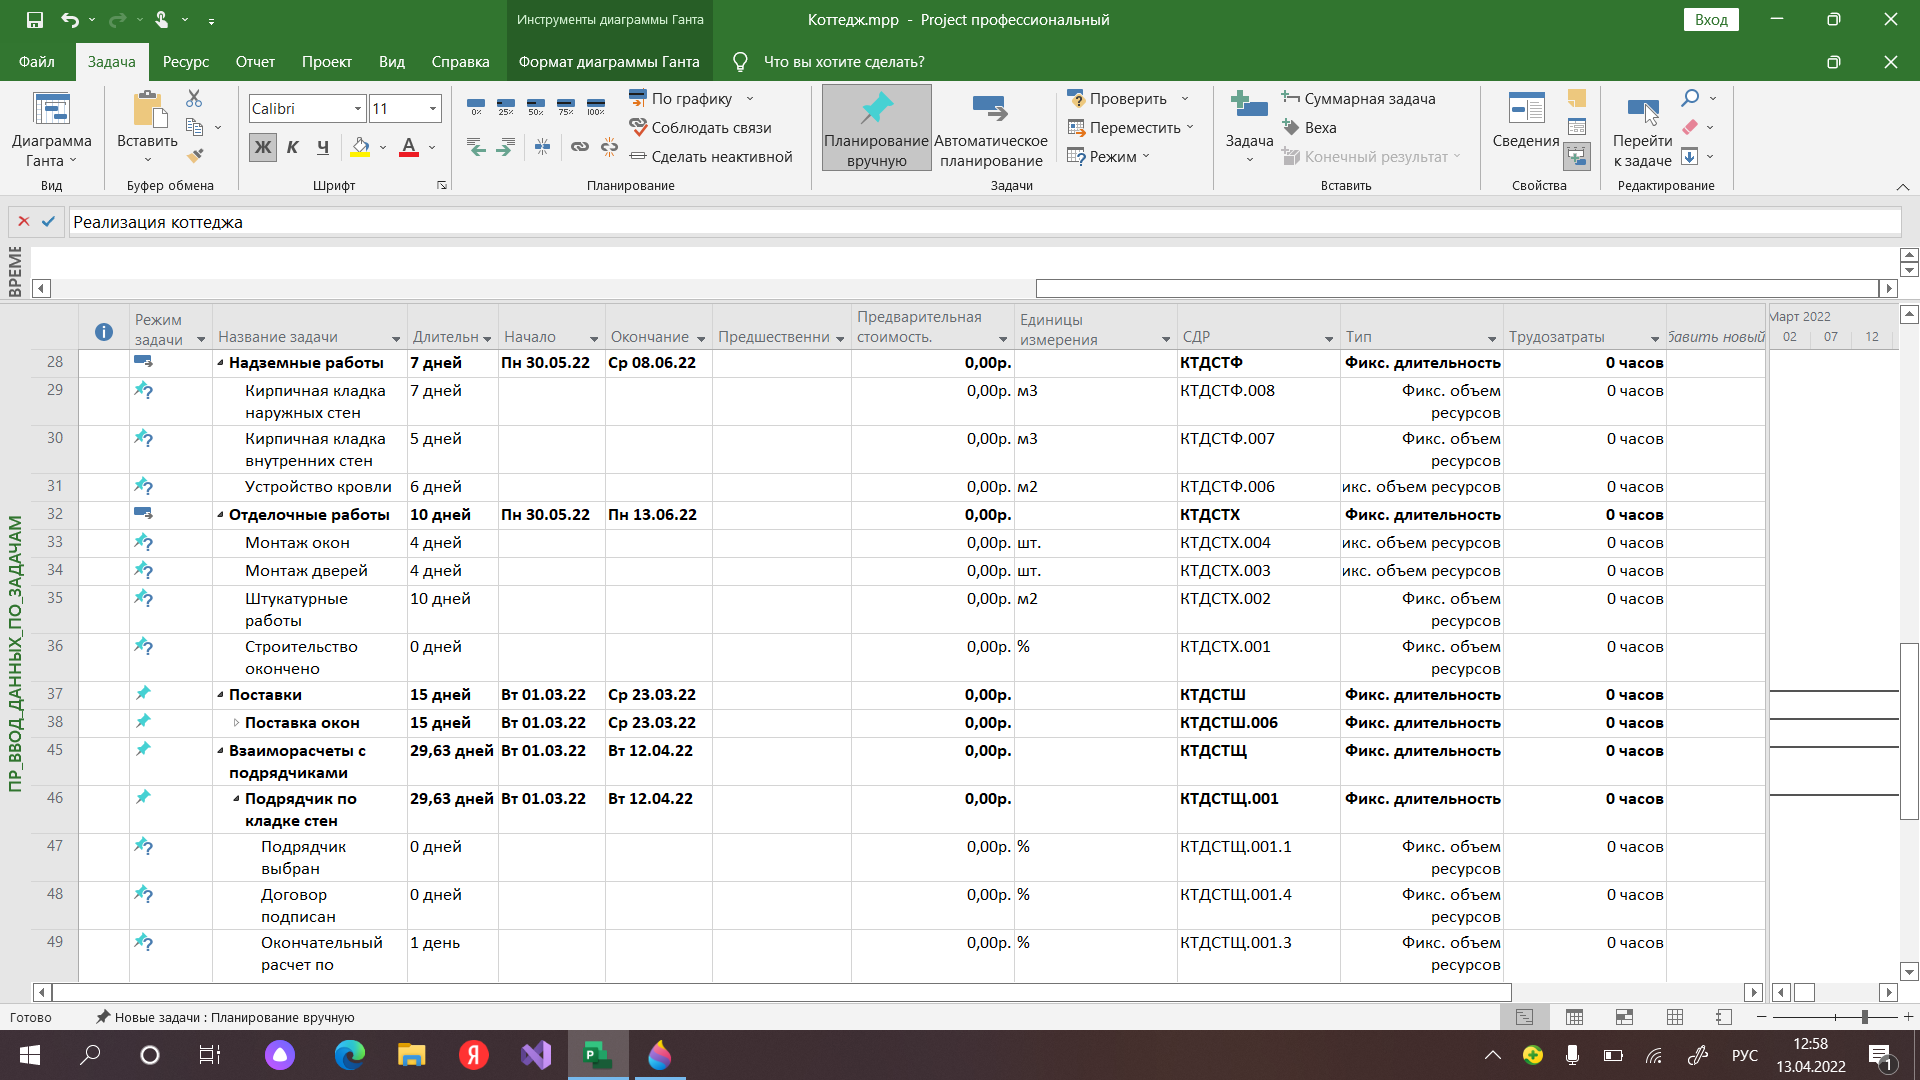 Инструменты диаграммы Ганта
Коттедж.mpp - Project профессиональный
Вход
Файл Задача Ресурс Отчет Проект Вид Справка Формат диаграммы Ганта Что вы хотите сделать?
Диаграмма Ганта
Вид
Вставить
Буфер обмена
Calibri 11
Ж К Ч А
Шрифт
0% 25% 50% 75% 100%
По графику
Соблюдать связи
Сделать неактивной
Планирование
Планирование вручную
Автоматическое планирование
Проверить
Переместить
Режим
Задачи
Задача
Суммарная задача
Веха
Конечный результат
Вставить
Сведения
Свойства
Перейти к задаче
Редактирование
Реализация коттеджа
ВРЕМЕ
ПР_ВВОД_ДАННЫХ_ПО_ЗАДАЧАМ
Режим задачи Название задачи Длительн Начало Окончание Предшественни Предварительная стоимость. Единицы измерения СДР Тип Трудозатраты бавить новый
Март 2022
02 07 12
28 Надземные работы 7 дней Пн 30.05.22 Ср 08.06.22 0,00р. КТДСТФ Фикс. длительность 0 часов
29 Кирпичная кладка наружных стен 7 дней 0,00р. м3 КТДСТФ.008 Фикс. объем ресурсов 0 часов
30 Кирпичная кладка внутренних стен 5 дней 0,00р. м3 КТДСТФ.007 Фикс. объем ресурсов 0 часов
31 Устройство кровли 6 дней 0,00р. м2 КТДСТФ.006 икс. объем ресурсов 0 часов
32 Отделочные работы 10 дней Пн 30.05.22 Пн 13.06.22 0,00р. КТДСТХ Фикс. длительность 0 часов
33 Монтаж окон 4 дней 0,00р. шт. КТДСТХ.004 икс. объем ресурсов 0 часов
34 Монтаж дверей 4 дней 0,00р. шт. КТДСТХ.003 икс. объем ресурсов 0 часов
35 Штукатурные работы 10 дней 0,00р. м2 КТДСТХ.002 Фикс. объем ресурсов 0 часов
36 Строительство окончено 0 дней 0,00р. % КТДСТХ.001 Фикс. объем ресурсов 0 часов
37 Поставки 15 дней Вт 01.03.22 Ср 23.03.22 0,00р. КТДСТШ Фикс. длительность 0 часов
38 Поставка окон 15 дней Вт 01.03.22 Ср 23.03.22 0,00р. КТДСТШ.006 Фикс. длительность 0 часов
45 Взаиморасчеты с подрядчиками 29,63 дней Вт 01.03.22 Вт 12.04.22 0,00р. КТДСТЩ Фикс. длительность 0 часов
46 Подрядчик по кладке стен 29,63 дней Вт 01.03.22 Вт 12.04.22 0,00р. КТДСТЩ.001 Фикс. длительность 0 часов
47 Подрядчик выбран 0 дней 0,00р. % КТДСТЩ.001.1 Фикс. объем ресурсов 0 часов
48 Договор подписан 0 дней 0,00р. % КТДСТЩ.001.4 Фикс. объем ресурсов 0 часов
49 Окончательный расчет по 1 день 0,00р. % КТДСТЩ.001.3 Фикс. объем ресурсов 0 часов
Готово Новые задачи : Планирование вручную
РУС
12:58
13.04.2022
1